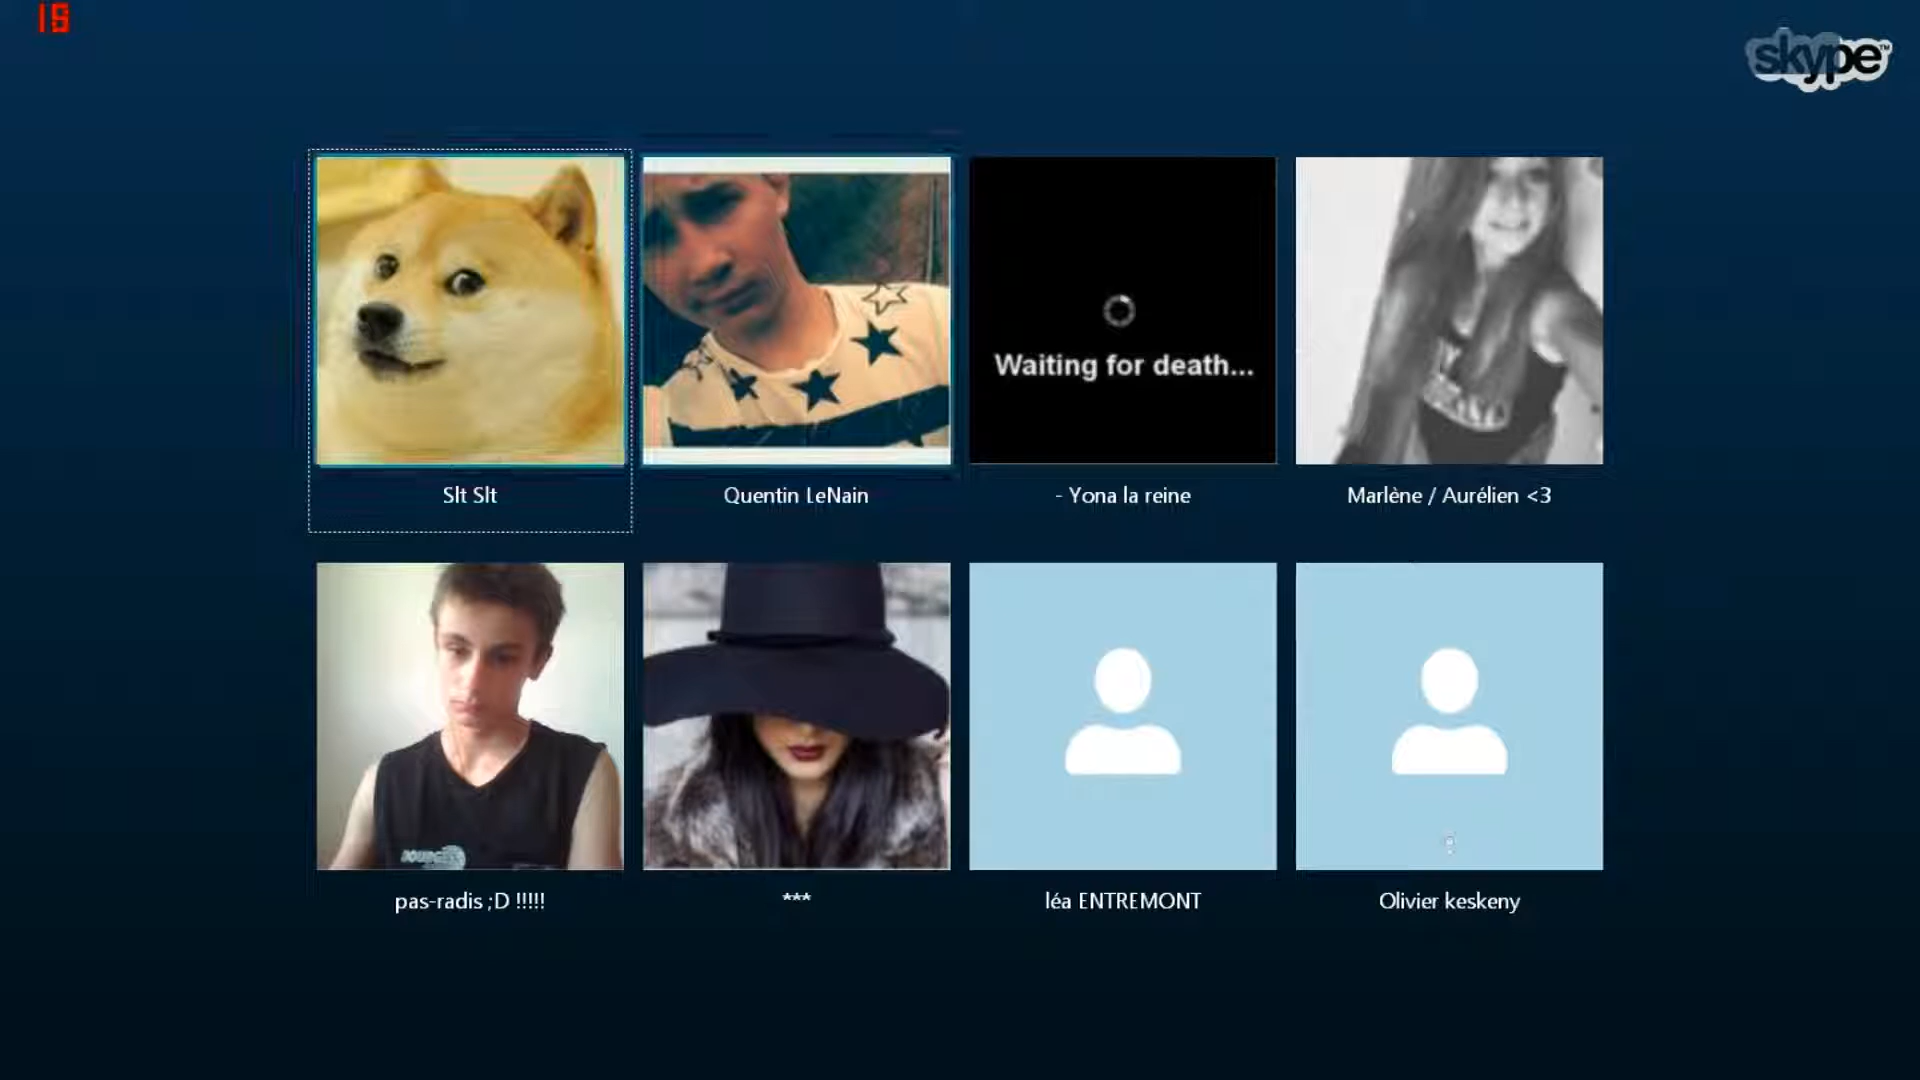 15
skype™
Waiting for death...
Slt Slt
Quentin LeNain
- Yona la reine
Marlène / Aurélien <3
pas-radis ;D !!!!!
***
léa ENTREMONT
Olivier keskeny